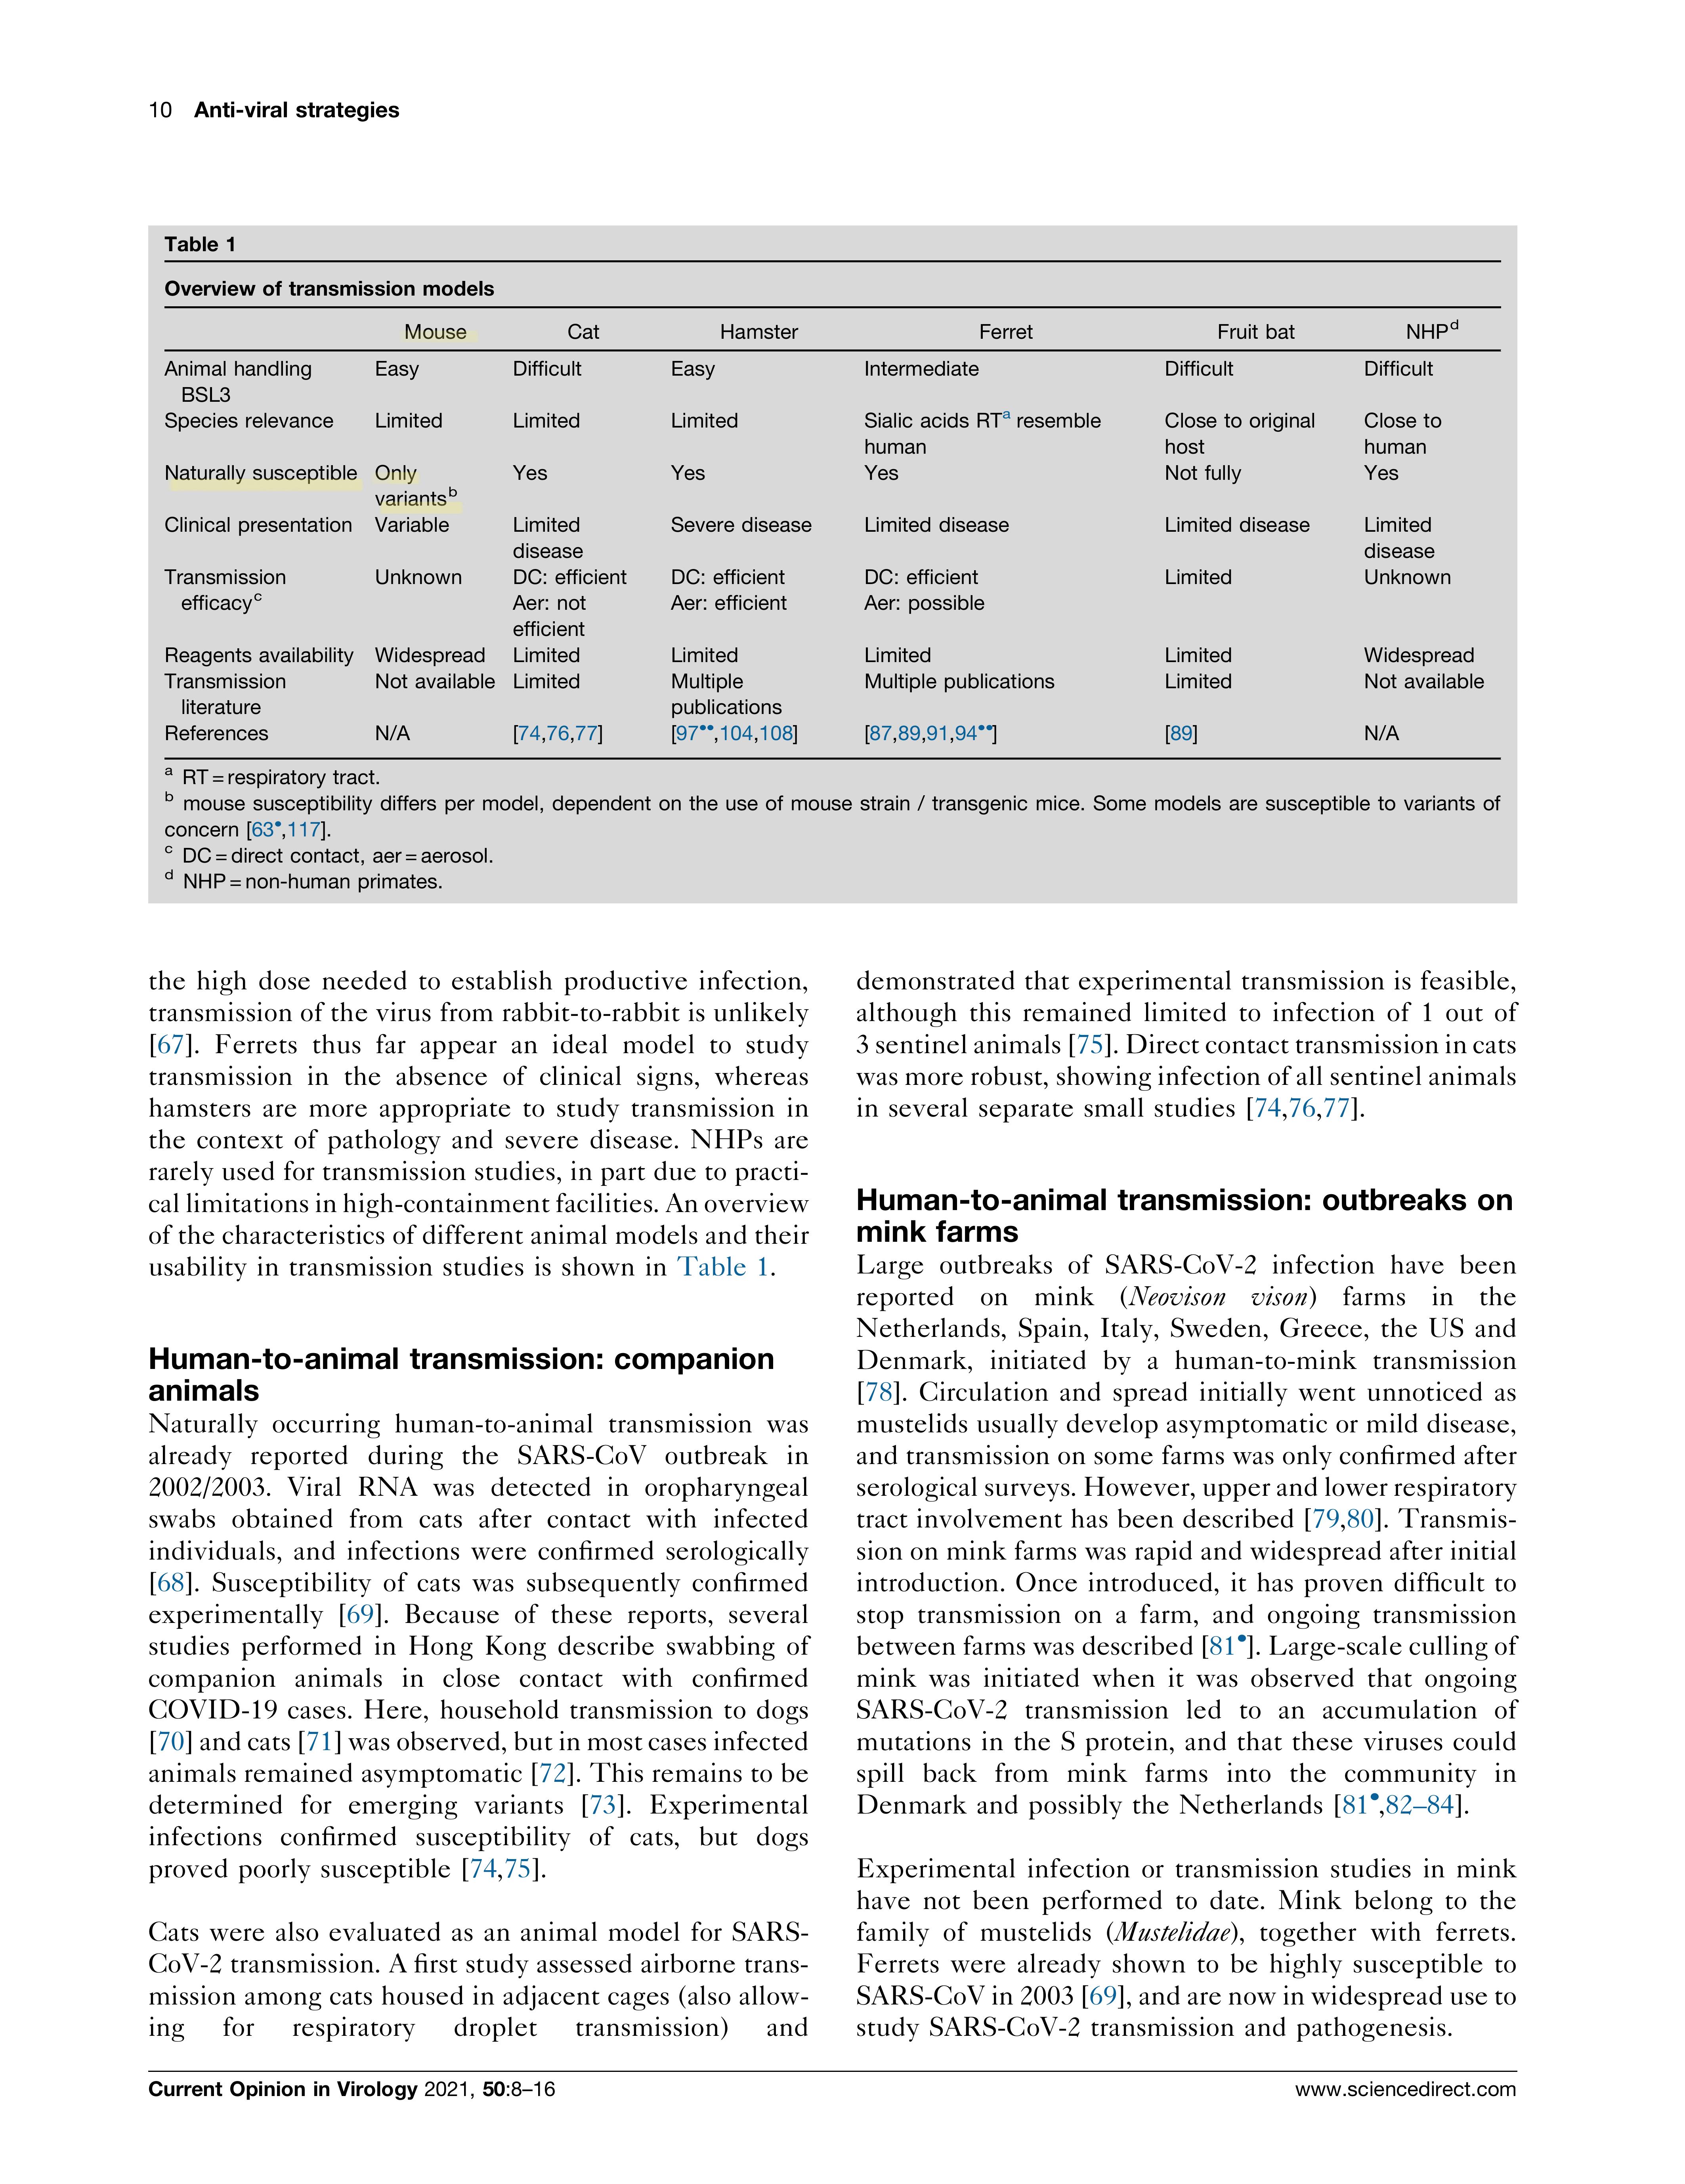 10 Anti-viral strategies
Table 1
Overview of transmission models
Mouse Cat Hamster Ferret Fruit bat NHPd
Animal handling Easy Difficult Easy Intermediate Difficult Difficult
BSL3
Species relevance Limited Limited Limited Sialic acids RTa resemble Close to original Close to
human host human
Naturally susceptible Only Yes Yes Yes Not fully Yes
variantsb
Clinical presentation Variable Limited Severe disease Limited disease Limited disease Limited
disease disease
Transmission Unknown DC: efficient DC: efficient DC: efficient Limited Unknown
efficacyc Aer: not Aer: efficient Aer: possible
efficient
Reagents availability Widespread Limited Limited Limited Limited Widespread
Transmission Not available Limited Multiple Multiple publications Limited Not available
literature publications
References N/A [74,76,77] [97••,104,108] [87,89,91,94••] [89] N/A
a RT = respiratory tract.
b mouse susceptibility differs per model, dependent on the use of mouse strain / transgenic mice. Some models are susceptible to variants of
concern [63•,117].
c DC = direct contact, aer = aerosol.
d NHP = non-human primates.
the high dose needed to establish productive infection,
transmission of the virus from rabbit-to-rabbit is unlikely
[67]. Ferrets thus far appear an ideal model to study
transmission in the absence of clinical signs, whereas
hamsters are more appropriate to study transmission in
the context of pathology and severe disease. NHPs are
rarely used for transmission studies, in part due to practi-
cal limitations in high-containment facilities. An overview
of the characteristics of different animal models and their
usability in transmission studies is shown in Table 1.
Human-to-animal transmission: companion
animals
Naturally occurring human-to-animal transmission was
already reported during the SARS-CoV outbreak in
2002/2003. Viral RNA was detected in oropharyngeal
swabs obtained from cats after contact with infected
individuals, and infections were confirmed serologically
[68]. Susceptibility of cats was subsequently confirmed
experimentally [69]. Because of these reports, several
studies performed in Hong Kong describe swabbing of
companion animals in close contact with confirmed
COVID-19 cases. Here, household transmission to dogs
[70] and cats [71] was observed, but in most cases infected
animals remained asymptomatic [72]. This remains to be
determined for emerging variants [73]. Experimental
infections confirmed susceptibility of cats, but dogs
proved poorly susceptible [74,75].
Cats were also evaluated as an animal model for SARS-
CoV-2 transmission. A first study assessed airborne trans-
mission among cats housed in adjacent cages (also allow-
ing for respiratory droplet transmission) and
demonstrated that experimental transmission is feasible,
although this remained limited to infection of 1 out of
3 sentinel animals [75]. Direct contact transmission in cats
was more robust, showing infection of all sentinel animals
in several separate small studies [74,76,77].
Human-to-animal transmission: outbreaks on
mink farms
Large outbreaks of SARS-CoV-2 infection have been
reported on mink (Neovison vison) farms in the
Netherlands, Spain, Italy, Sweden, Greece, the US and
Denmark, initiated by a human-to-mink transmission
[78]. Circulation and spread initially went unnoticed as
mustelids usually develop asymptomatic or mild disease,
and transmission on some farms was only confirmed after
serological surveys. However, upper and lower respiratory
tract involvement has been described [79,80]. Transmis-
sion on mink farms was rapid and widespread after initial
introduction. Once introduced, it has proven difficult to
stop transmission on a farm, and ongoing transmission
between farms was described [81•]. Large-scale culling of
mink was initiated when it was observed that ongoing
SARS-CoV-2 transmission led to an accumulation of
mutations in the S protein, and that these viruses could
spill back from mink farms into the community in
Denmark and possibly the Netherlands [81•,82–84].
Experimental infection or transmission studies in mink
have not been performed to date. Mink belong to the
family of mustelids (Mustelidae), together with ferrets.
Ferrets were already shown to be highly susceptible to
SARS-CoV in 2003 [69], and are now in widespread use to
study SARS-CoV-2 transmission and pathogenesis.
Current Opinion in Virology 2021, 50:8–16 www.sciencedirect.com